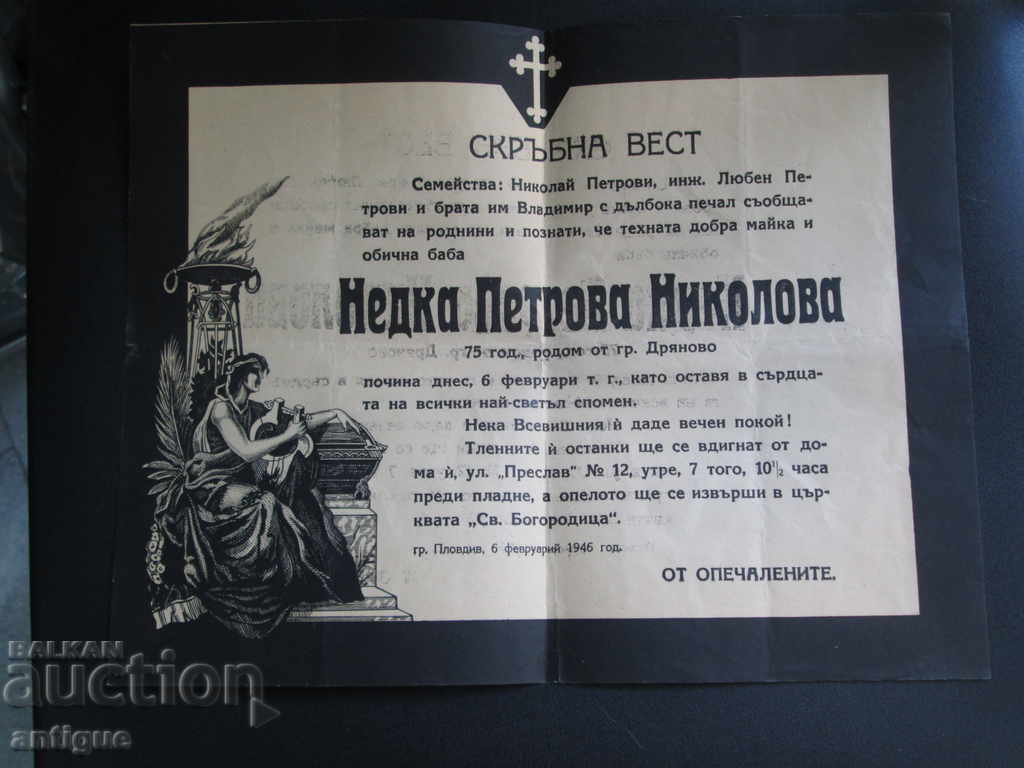 СКРЪБНА ВЕСТ
Семейства: Николай Петрови, инж. Любен Пе-
трови и брата им Владимир с дълбока печал съобща-
ват на роднини и познати, че техната добра майка и
обична баба
Недка Петрова Николова
75 год., родом от гр. Дряново
почина днес, 6 февруари т. г., като оставя в сърдца-
та на всички най-светъл спомен.
Нека Всевишния ѝ даде вечен покой!
Тленните ѝ останки ще се вдигнат от до-
ма ѝ, ул. „Преслав" № 12, утре, 7 того, 10½ часа
преди пладне, а опелото ще се извърши в цър-
квата „Св. Богородица".
гр. Пловдив, 6 февруарий 1946 год.
ОТ ОПЕЧАЛЕНИТЕ.
BALKAN
auction
antigue